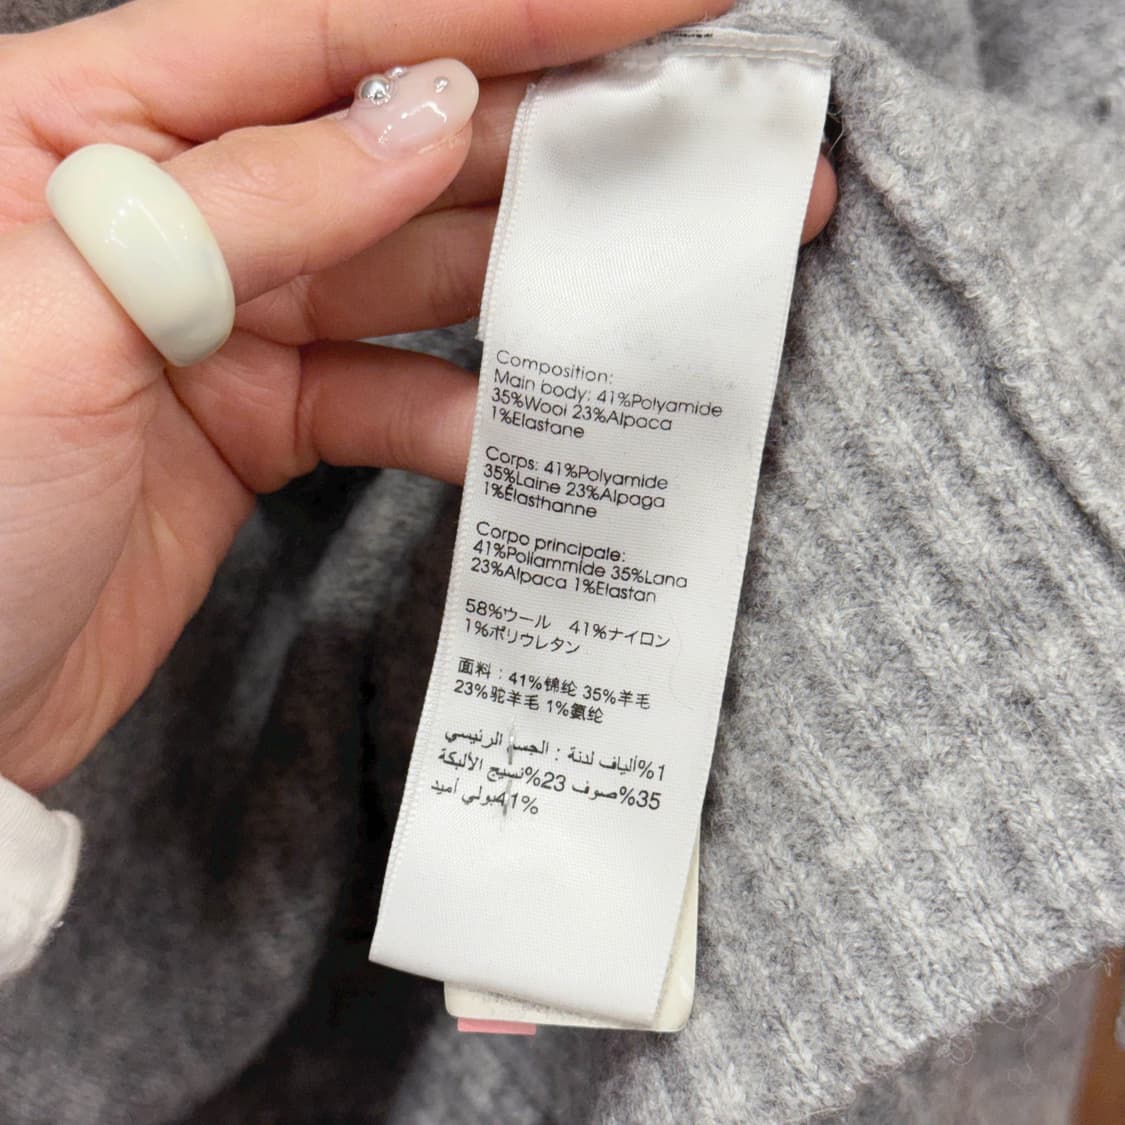 Composition:
Main body: 41%Polyamide
35%Wool 23%Alpaca
1%Elastane
Corps: 41%Polyamide
35%Laine 23%Alpaga
1%Élasthanne
Corpo principale:
41%Poliammide 35%Lana
23%Alpaca 1%Elastan
58%ウール 41%ナイロン
1%ポリウレタン
面料：41%锦纶 35%羊毛
23%驼羊毛 1%氨纶
1%ألياف لدنة : الجسم الرئيسي
35%صوف 23%نسيج الألبكة
41%بولي أميد